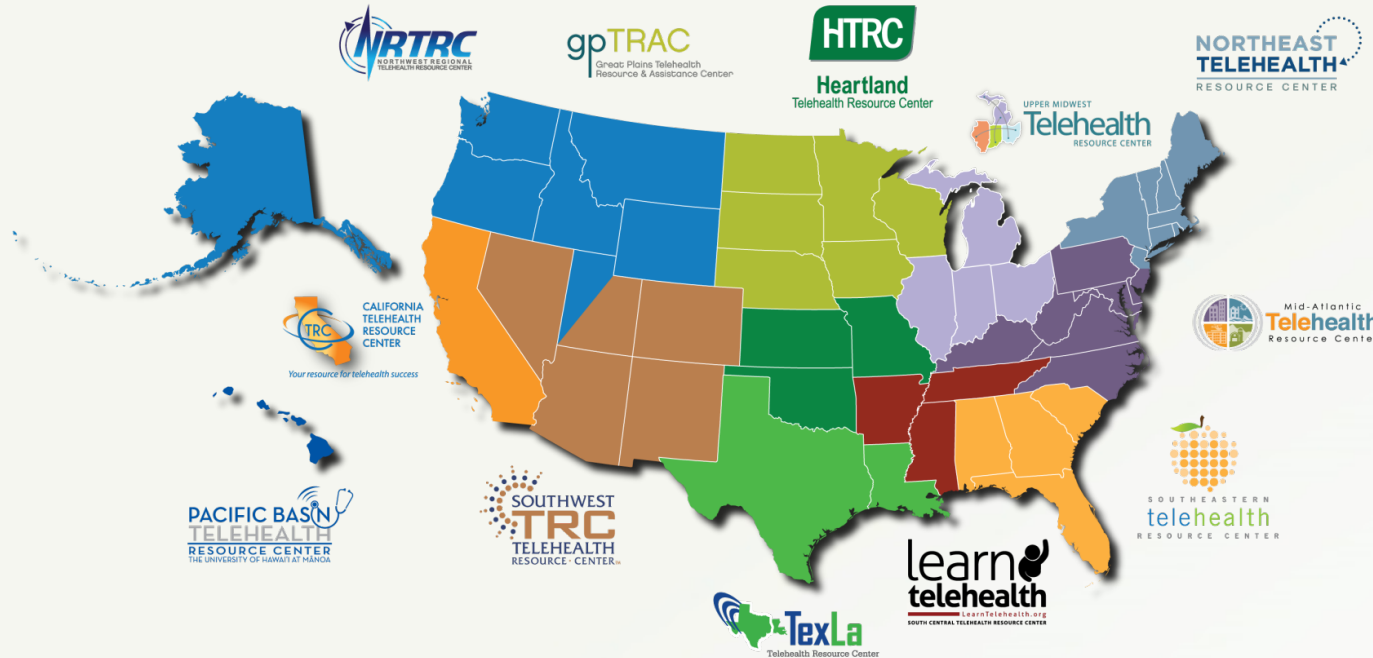 NRTRC
NORTHWEST REGIONAL
TELEHEALTH RESOURCE CENTER
gpTRAC
Great Plains Telehealth
Resource & Assistance Center
HTRC
Heartland
Telehealth Resource Center
UPPER MIDWEST
Telehealth
RESOURCE CENTER
NORTHEAST
TELEHEALTH
RESOURCE CENTER
TRC
CALIFORNIA
TELEHEALTH
RESOURCE
CENTER
Your resource for telehealth success
Mid-Atlantic
Telehealth
Resource Cente
PACIFIC BASIN
TELEHEALTH
RESOURCE CENTER
THE UNIVERSITY OF HAWAI'I AT MĀNOA
SOUTHWEST
TRC
TELEHEALTH
RESOURCE · CENTER
SOUTHEASTERN
telehealth
RESOURCE CENTER
learn
telehealth
LearnTelehealth.org
SOUTH CENTRAL TELEHEALTH RESOURCE CENTER
TexLa
Telehealth Resource Center